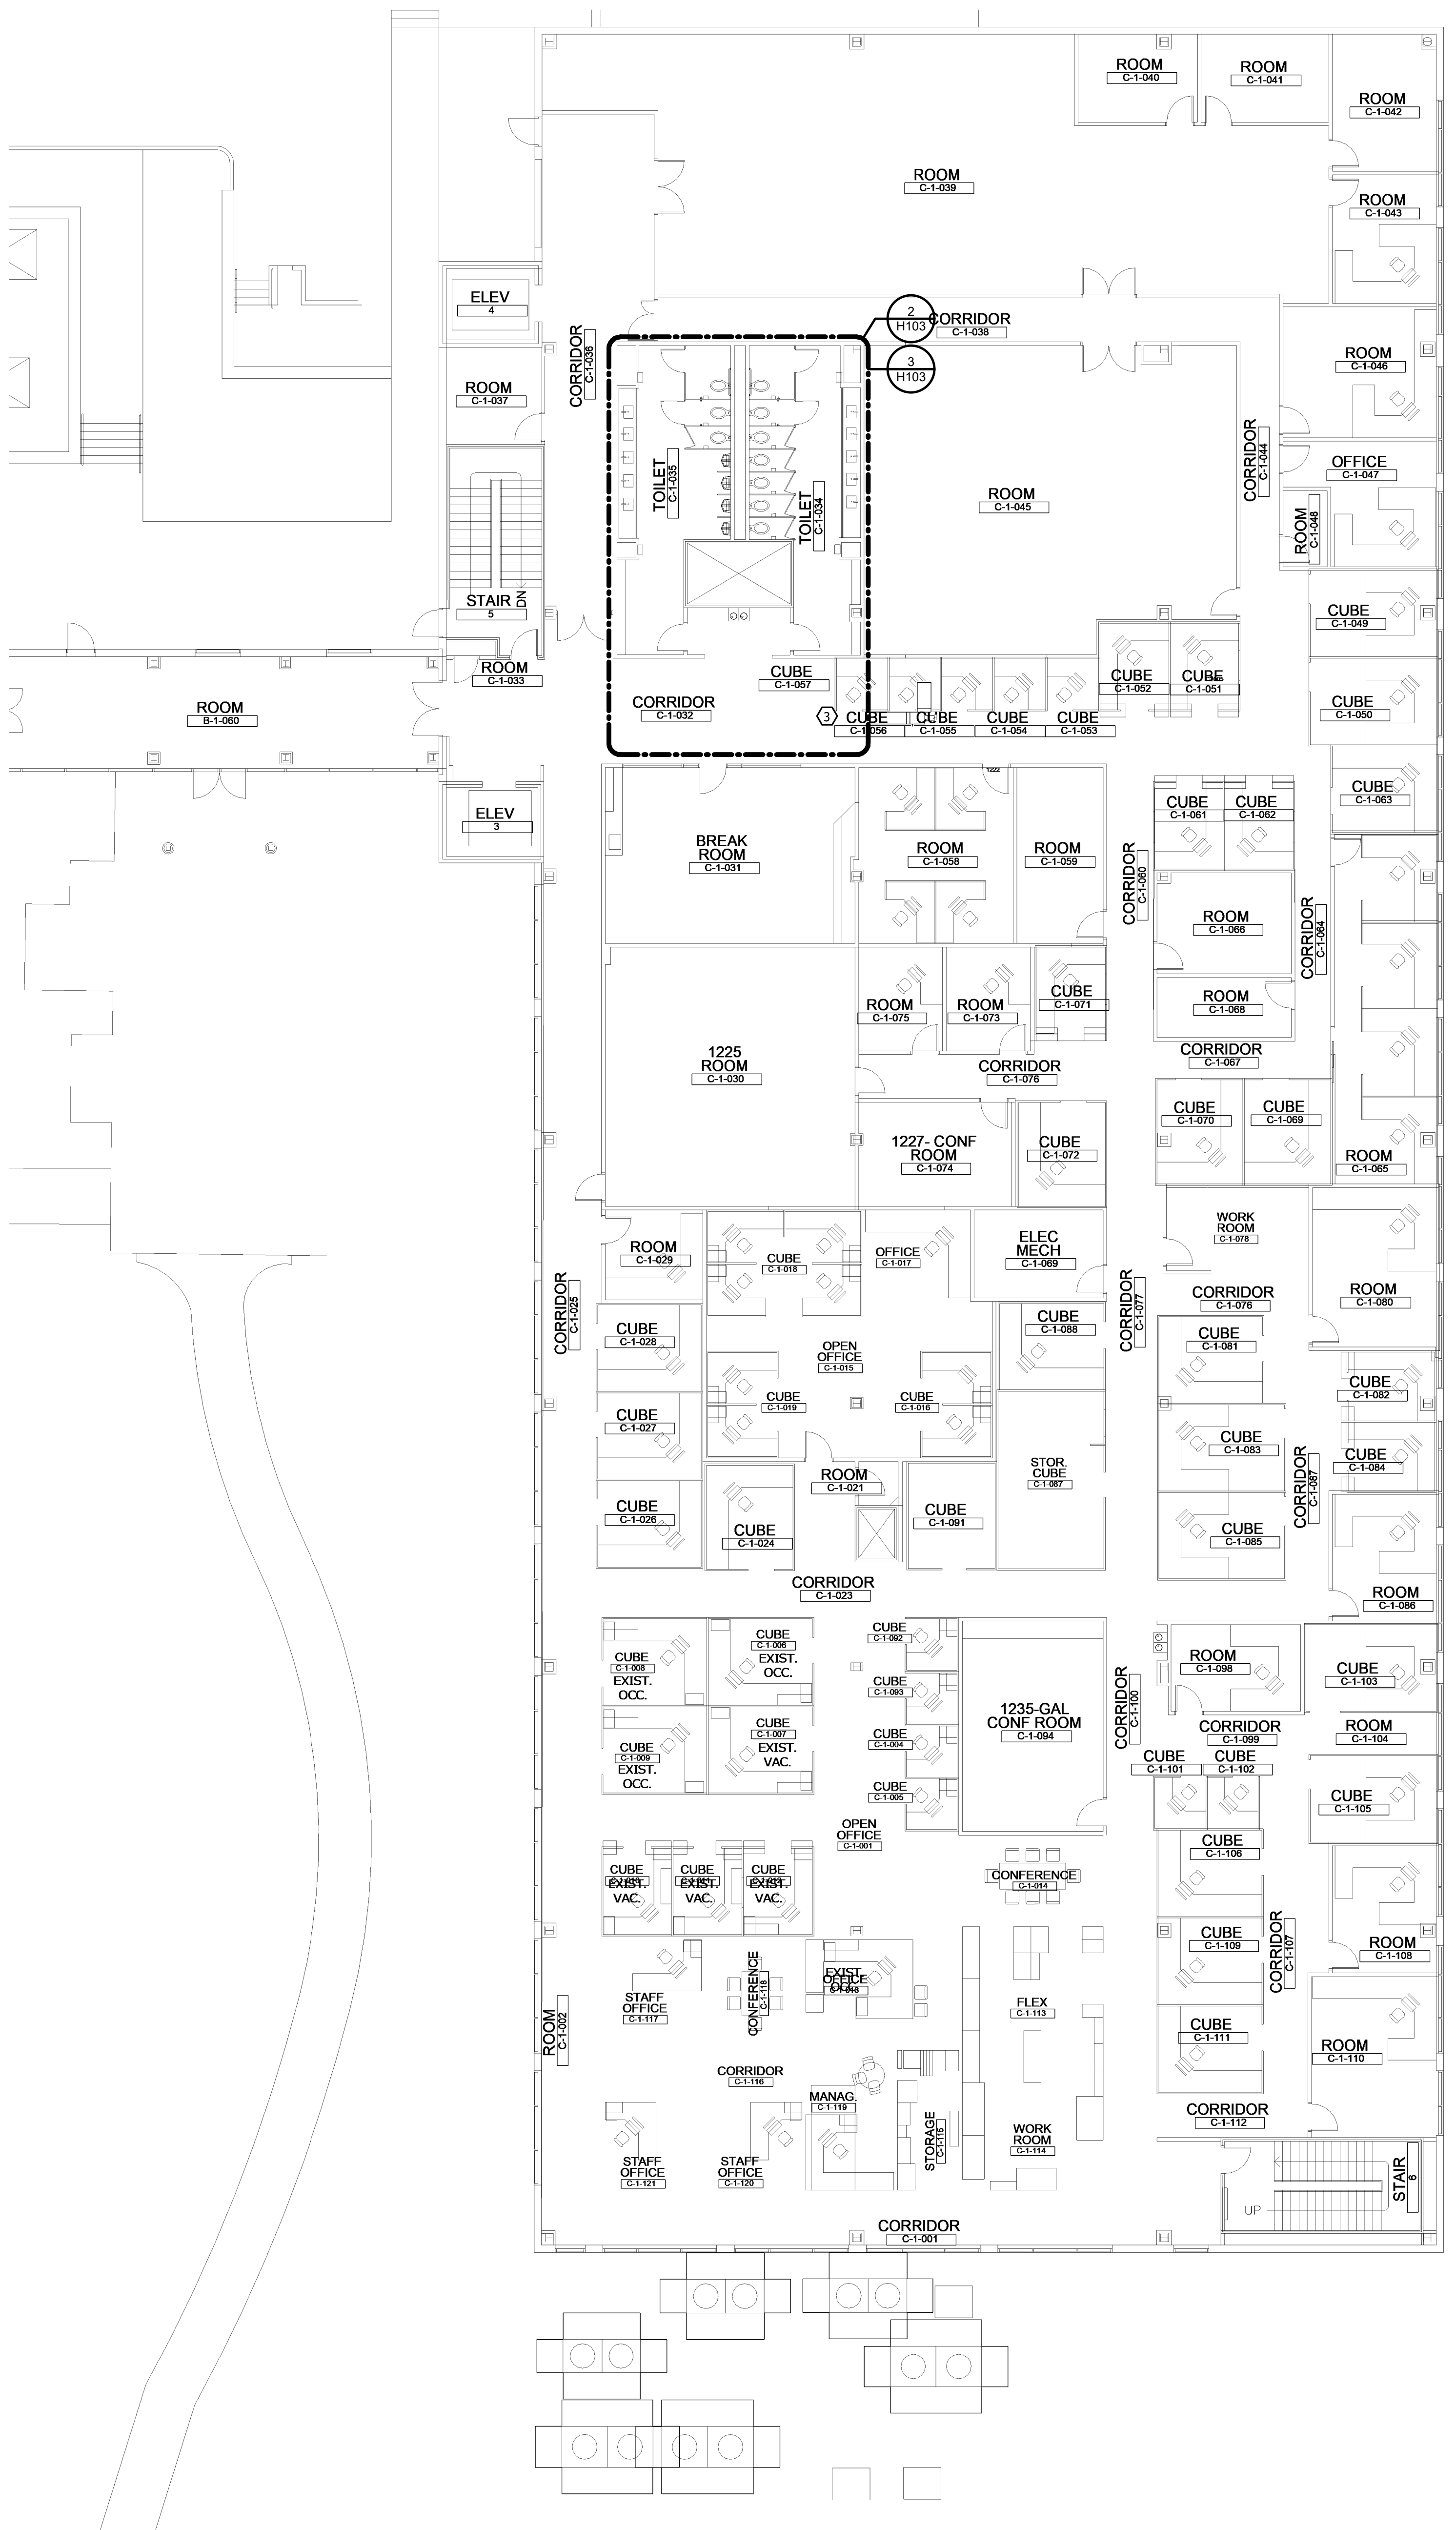 ROOM
C-1-040
ROOM
C-1-041
ROOM
C-1-042
ROOM
C-1-039
ROOM
C-1-043
ELEV
4
2
H103
CORRIDOR
C-1-038
CORRIDOR
C-1-036
3
H103
ROOM
C-1-046
ROOM
C-1-037
CORRIDOR
C-1-044
OFFICE
C-1-047
TOILET
C-1-035
TOILET
C-1-034
ROOM
C-1-045
ROOM
C-1-048
STAIR
5
DN
CUBE
C-1-049
ROOM
C-1-033
CUBE
C-1-057
CUBE
C-1-052
CUBE
C-1-051
ROOM
B-1-060
CORRIDOR
C-1-032
3
CUBE
C-1-056
CUBE
C-1-055
CUBE
C-1-054
CUBE
C-1-053
CUBE
C-1-050
1222
ELEV
3
CUBE
C-1-061
CUBE
C-1-062
CUBE
C-1-063
BREAK
ROOM
C-1-031
ROOM
C-1-058
ROOM
C-1-059
CORRIDOR
C-1-060
ROOM
C-1-066
CORRIDOR
C-1-064
ROOM
C-1-075
ROOM
C-1-073
CUBE
C-1-071
ROOM
C-1-068
1225
ROOM
C-1-030
CORRIDOR
C-1-076
CORRIDOR
C-1-067
CUBE
C-1-070
CUBE
C-1-069
1227- CONF
ROOM
C-1-074
CUBE
C-1-072
ROOM
C-1-065
WORK
ROOM
C-1-078
ROOM
C-1-029
CUBE
C-1-018
OFFICE
C-1-017
ELEC
MECH
C-1-069
CORRIDOR
C-1-025
CORRIDOR
C-1-077
CORRIDOR
C-1-076
ROOM
C-1-080
CUBE
C-1-028
OPEN
OFFICE
C-1-015
CUBE
C-1-088
CUBE
C-1-081
CUBE
C-1-082
CUBE
C-1-027
CUBE
C-1-019
CUBE
C-1-016
CUBE
C-1-083
CUBE
C-1-084
ROOM
C-1-021
STOR.
CUBE
C-1-087
CORRIDOR
C-1-087
CUBE
C-1-026
CUBE
C-1-024
CUBE
C-1-091
CUBE
C-1-085
CORRIDOR
C-1-023
ROOM
C-1-086
CUBE
C-1-008
EXIST.
OCC.
CUBE
C-1-006
EXIST.
OCC.
CUBE
C-1-092
ROOM
C-1-098
CUBE
C-1-103
CUBE
C-1-093
1235-GAL
CONF ROOM
C-1-094
CORRIDOR
C-1-100
CUBE
C-1-009
EXIST.
OCC.
CUBE
C-1-007
EXIST.
VAC.
CUBE
C-1-004
CORRIDOR
C-1-099
ROOM
C-1-104
CUBE
C-1-101
CUBE
C-1-102
CUBE
C-1-005
CUBE
C-1-105
OPEN
OFFICE
C-1-001
CUBE
C-1-106
CUBE
EXIST.
VAC.
CUBE
EXIST.
VAC.
CUBE
EXIST.
VAC.
CONFERENCE
C-1-014
CUBE
C-1-109
CORRIDOR
C-1-107
ROOM
C-1-108
STAFF
OFFICE
C-1-117
CONFERENCE
C-1-118
EXIST.
OFFICE
OCC.
FLEX
C-1-113
ROOM
C-1-002
CUBE
C-1-111
ROOM
C-1-110
CORRIDOR
C-1-116
MANAG.
C-1-119
CORRIDOR
C-1-112
STORAGE
C-1-115
WORK
ROOM
C-1-114
STAFF
OFFICE
C-1-121
STAFF
OFFICE
C-1-120
UP
STAIR
6
CORRIDOR
C-1-001